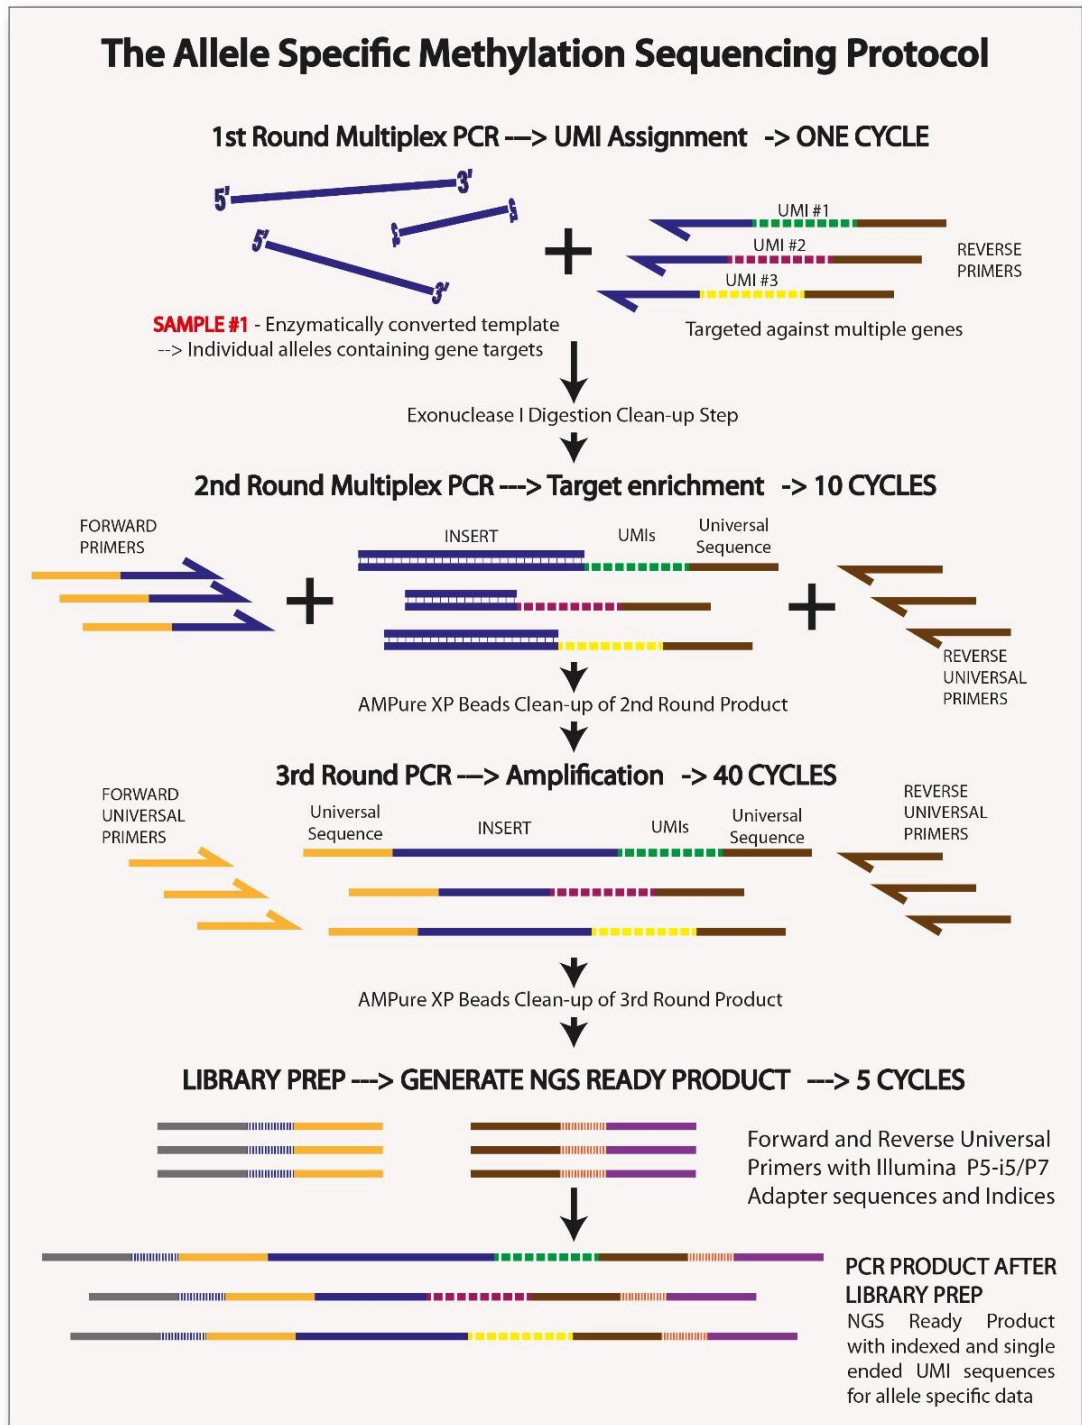 The Allele Specific Methylation Sequencing Protocol
1st Round Multiplex PCR ---> UMI Assignment -> ONE CYCLE
5'
3'
5'
3'
5'
3'
UMI #1
UMI #2
UMI #3
REVERSE
PRIMERS
SAMPLE #1 - Enzymatically converted template
--> Individual alleles containing gene targets
Targeted against multiple genes
Exonuclease I Digestion Clean-up Step
2nd Round Multiplex PCR ---> Target enrichment -> 10 CYCLES
FORWARD
PRIMERS
INSERT
UMIs
Universal
Sequence
REVERSE
UNIVERSAL
PRIMERS
AMPure XP Beads Clean-up of 2nd Round Product
3rd Round PCR ---> Amplification -> 40 CYCLES
FORWARD
UNIVERSAL
PRIMERS
Universal
Sequence
INSERT
UMIs
Universal
Sequence
REVERSE
UNIVERSAL
PRIMERS
AMPure XP Beads Clean-up of 3rd Round Product
LIBRARY PREP ---> GENERATE NGS READY PRODUCT ---> 5 CYCLES
Forward and Reverse Universal
Primers with Illumina P5-i5/P7
Adapter sequences and Indices
PCR PRODUCT AFTER
LIBRARY PREP
NGS Ready Product
with indexed and single
ended UMI sequences
for allele specific data